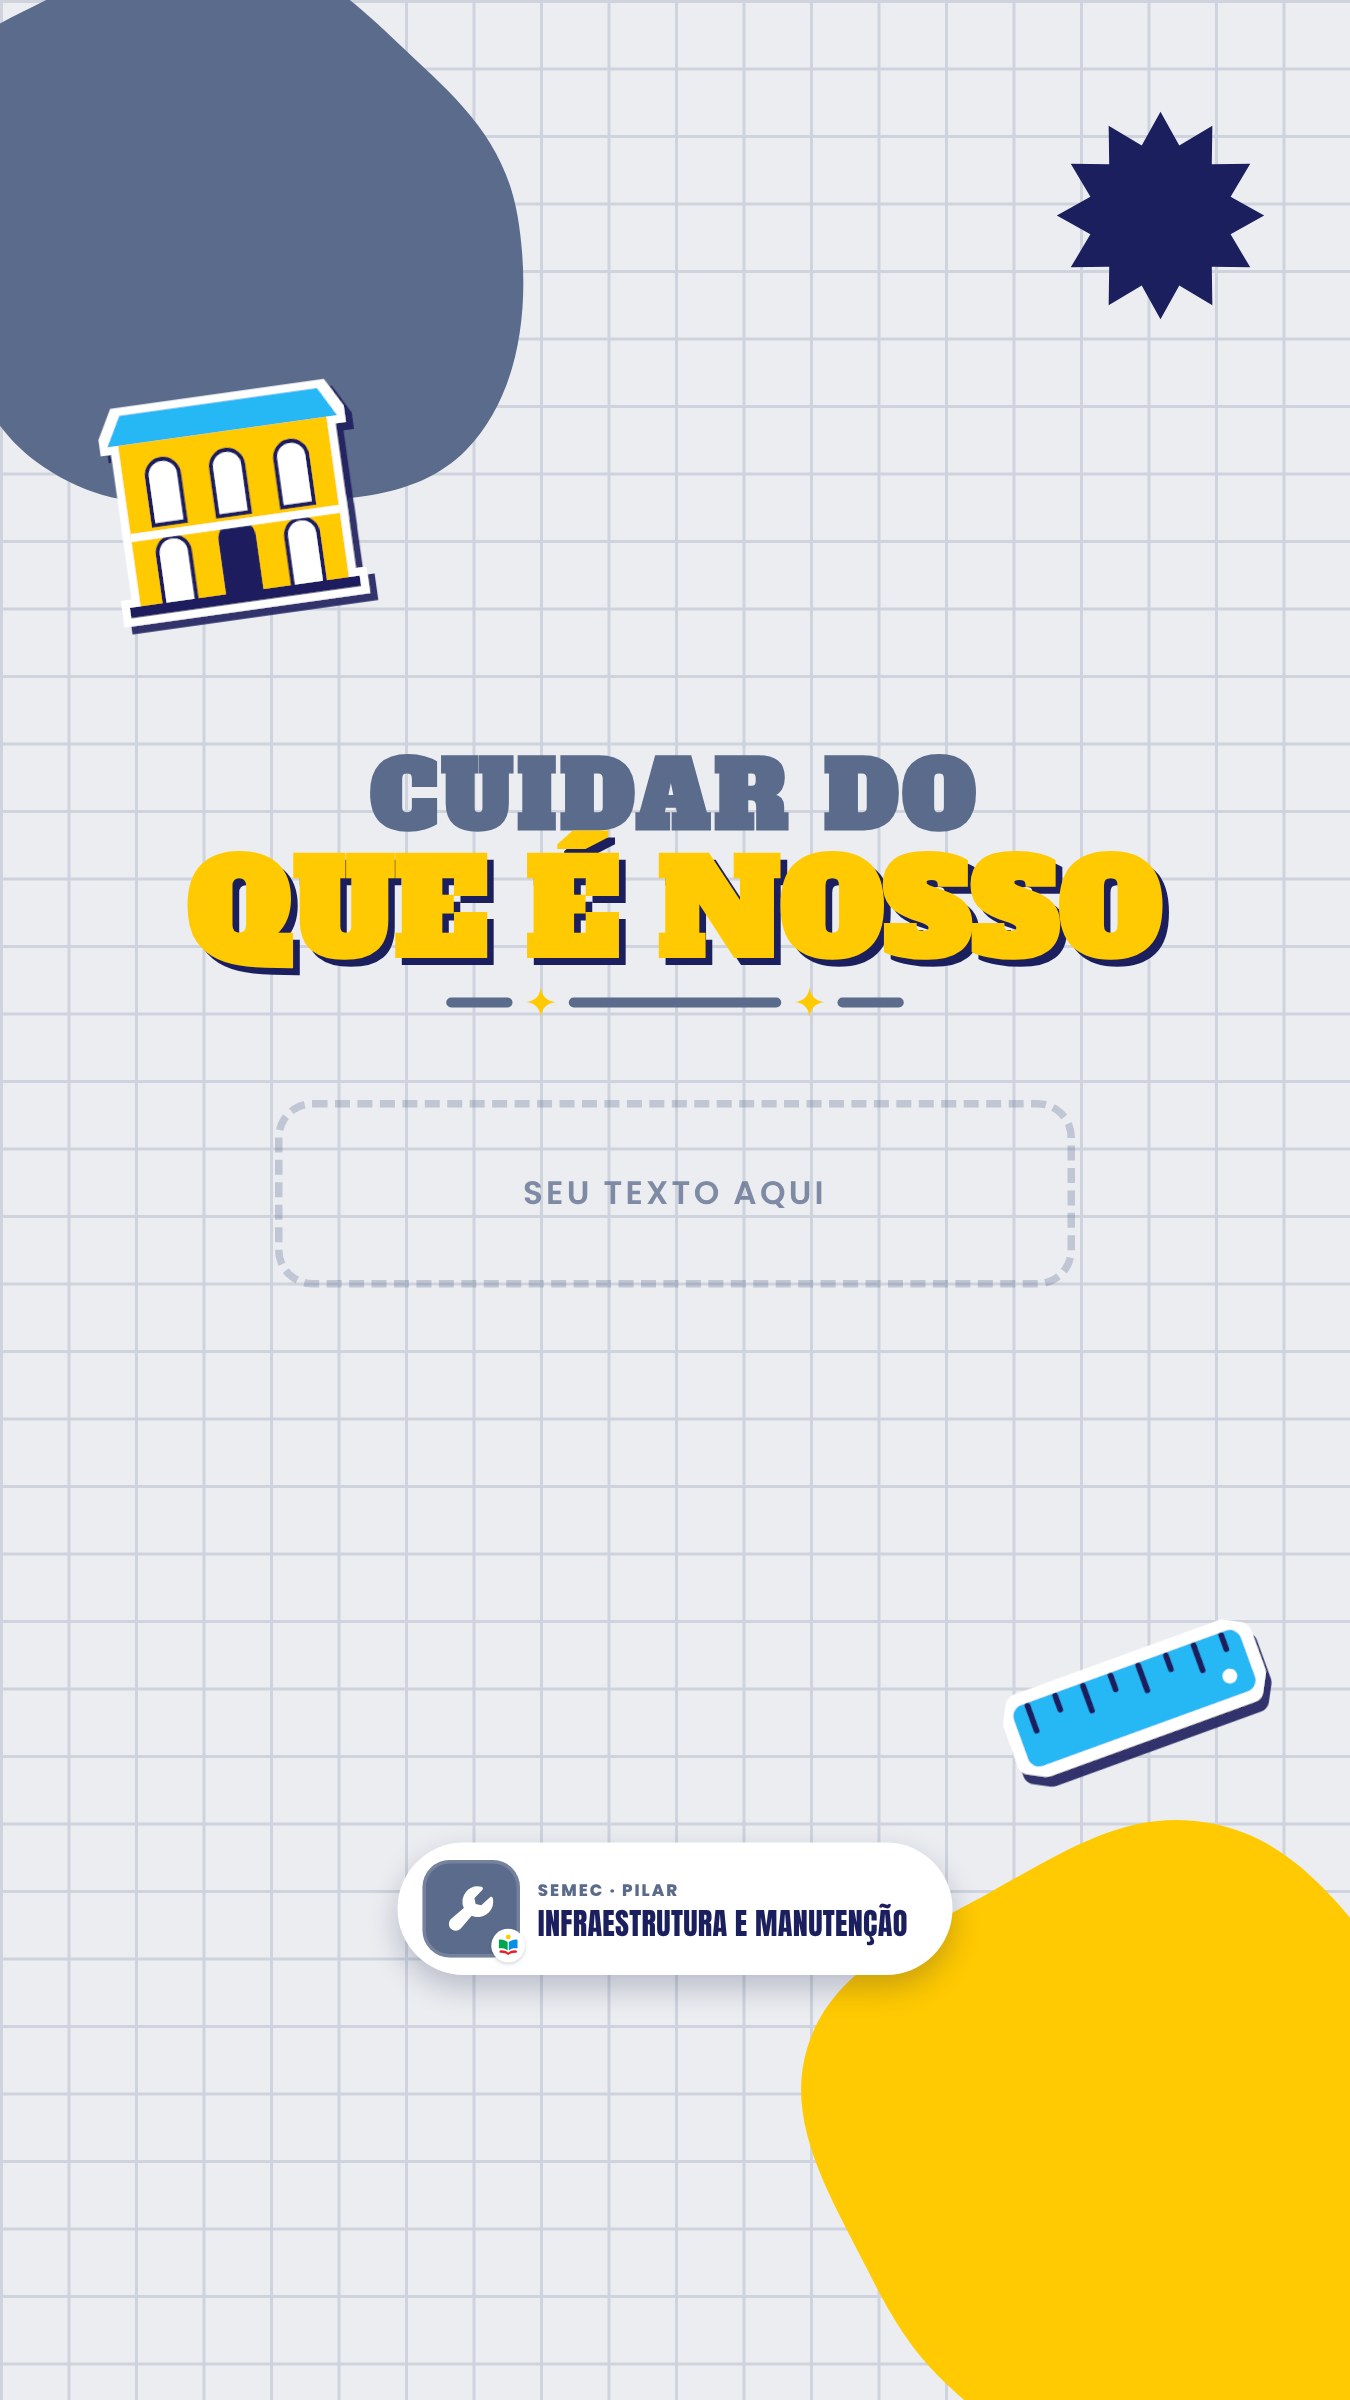 CUIDAR DO
QUE É NOSSO
SEU TEXTO AQUI
SEMEC · PILAR
INFRAESTRUTURA E MANUTENÇÃO